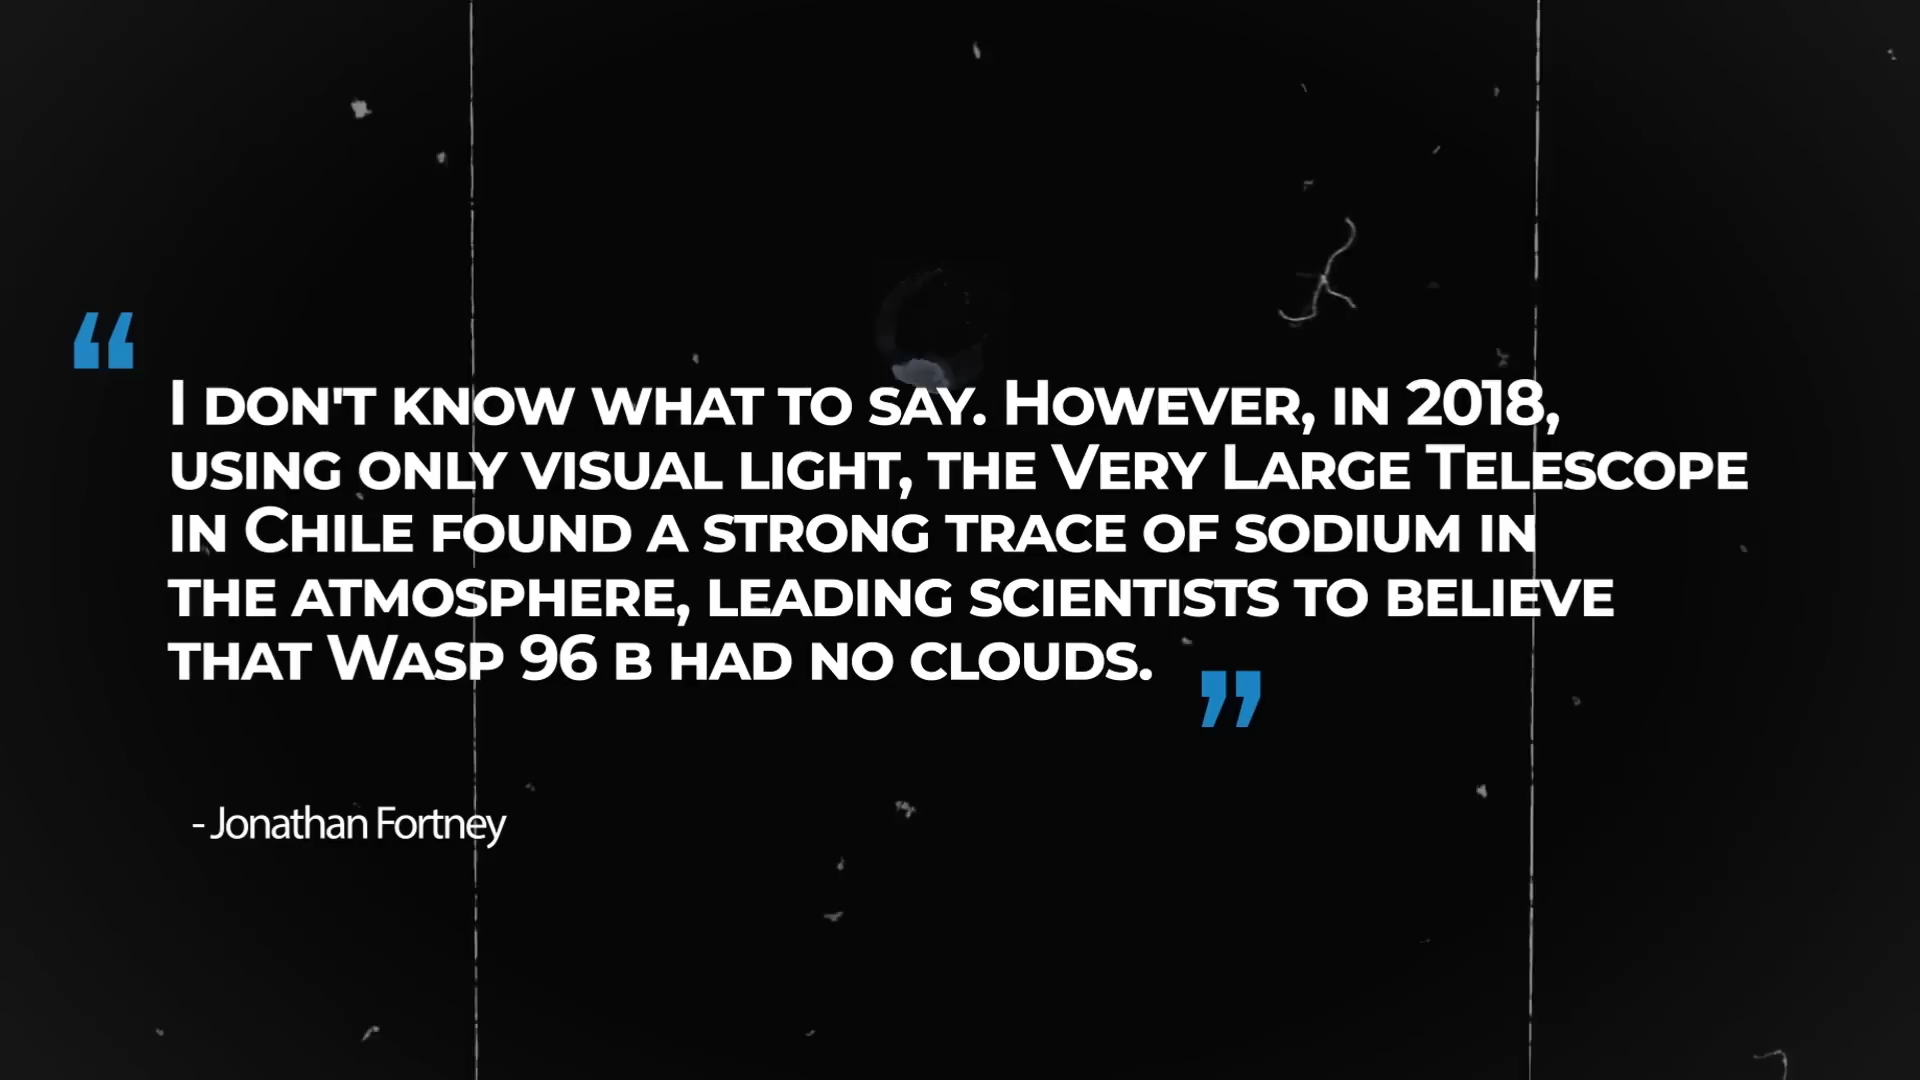 “
I don't know what to say. However, in 2018,
using only visual light, the Very Large Telescope
in Chile found a strong trace of sodium in
the atmosphere, leading scientists to believe
that Wasp 96 b had no clouds.
”
- Jonathan Fortney